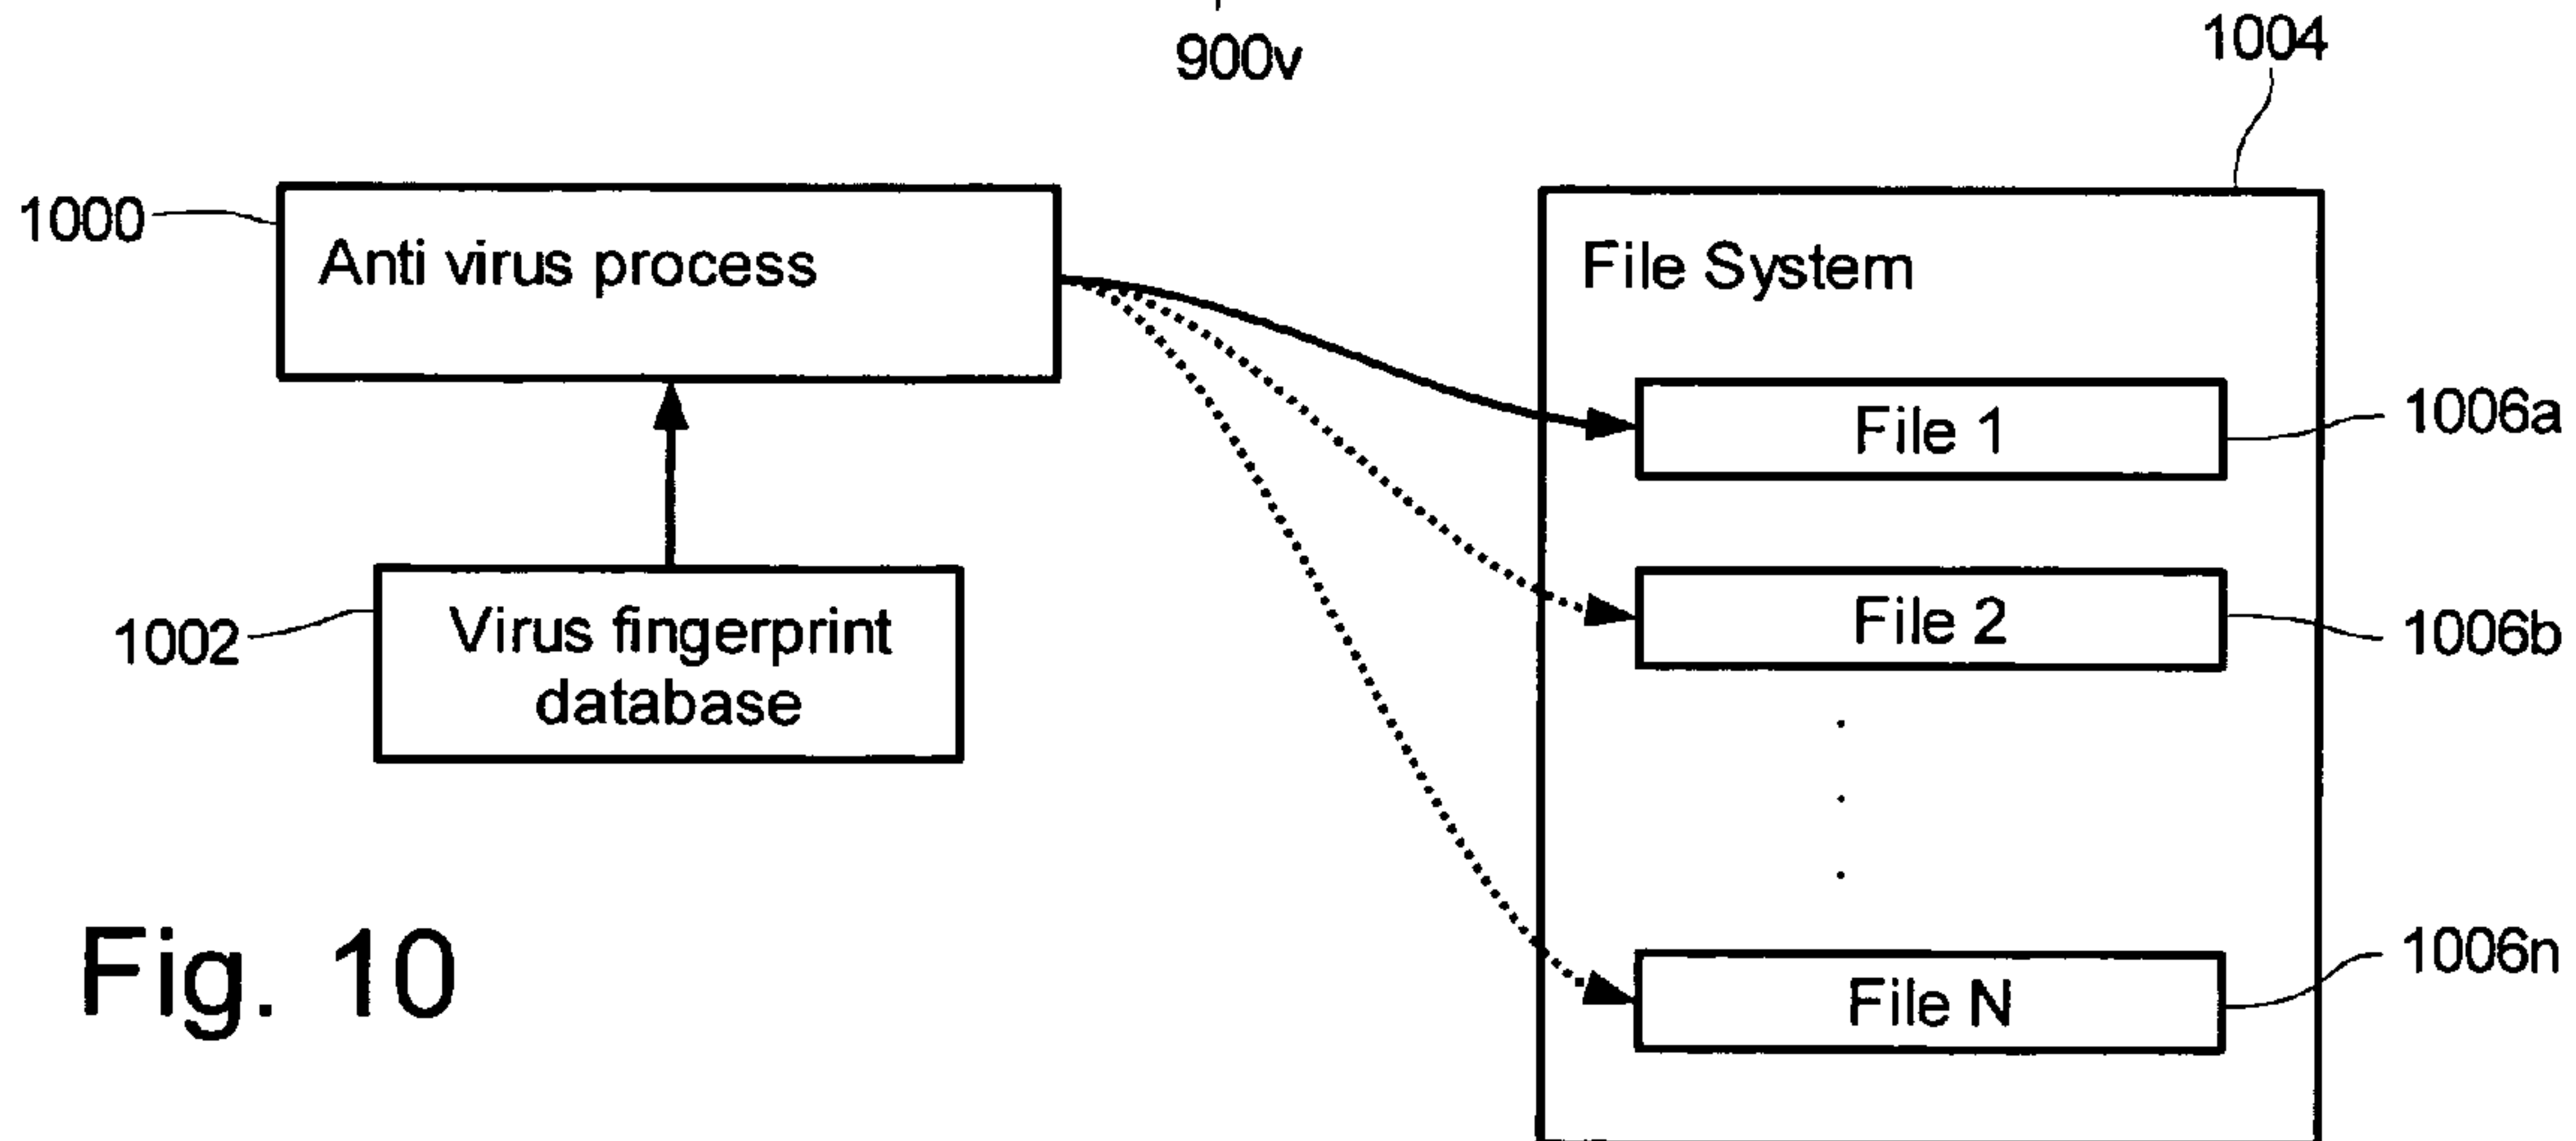 900v
1004
1000
Anti virus process
File System
File 1
1006a
1002
Virus fingerprint
database
File 2
1006b
Fig. 10
File N
1006n